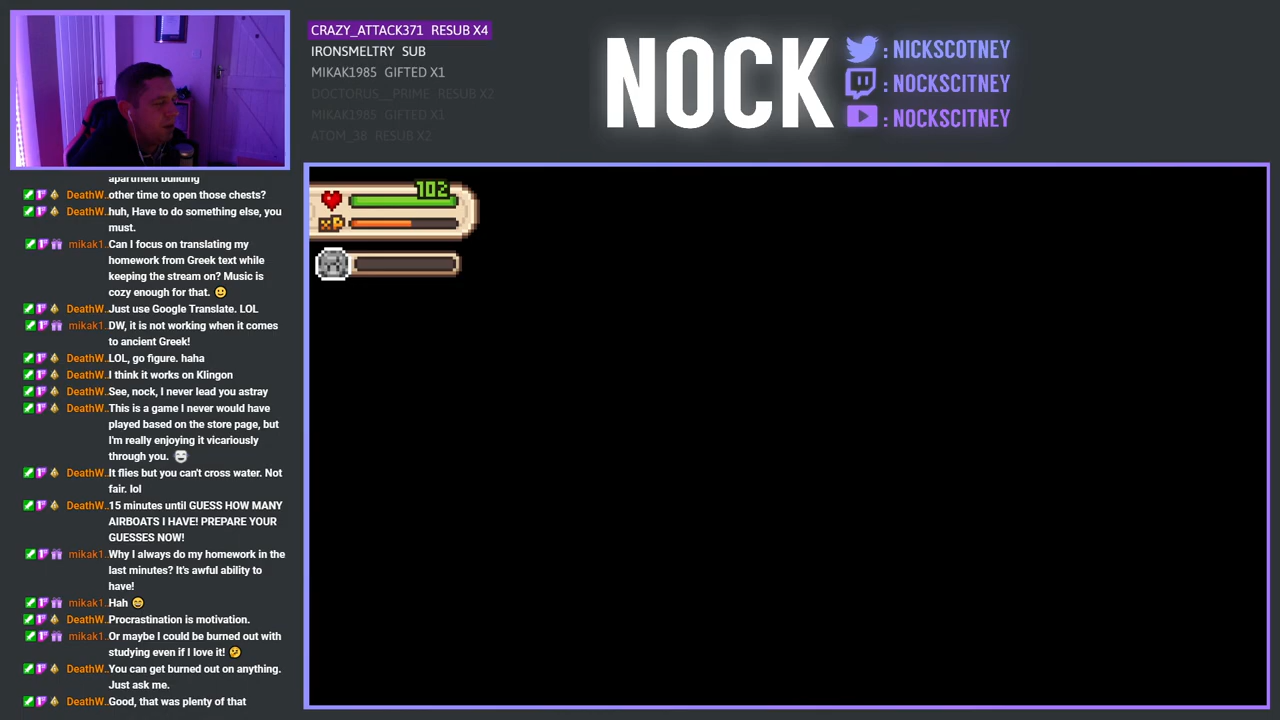 CRAZY_ATTACK371 RESUB X4
IRONSMELTRY SUB
MIKAK1985 GIFTED X1
DOCTORUS__PRIME RESUB X2
MIKAK1985 GIFTED X1
ATOM_38 RESUB X2
NOCK
: NICKSCOTNEY
: NOCKSCITNEY
: NOCKSCITNEY
102
apartment building
DeathW.. other time to open those chests?
DeathW.. huh, Have to do something else, you
must.
mikak1.. Can I focus on translating my
homework from Greek text while
keeping the stream on? Music is
cozy enough for that. 😀
DeathW.. Just use Google Translate. LOL
mikak1.. DW, it is not working when it comes
to ancient Greek!
DeathW.. LOL, go figure. haha
DeathW.. I think it works on Klingon
DeathW.. See, nock, I never lead you astray
DeathW.. This is a game I never would have
played based on the store page, but
I'm really enjoying it vicariously
through you.
DeathW.. It flies but you can't cross water. Not
fair. lol
DeathW.. 15 minutes until GUESS HOW MANY
AIRBOATS I HAVE! PREPARE YOUR
GUESSES NOW!
mikak1.. Why I always do my homework in the
last minutes? It's awful ability to
have!
mikak1.. Hah 😄
DeathW.. Procrastination is motivation.
mikak1.. Or maybe I could be burned out with
studying even if I love it! 🤔
DeathW.. You can get burned out on anything.
Just ask me.
DeathW.. Good, that was plenty of that